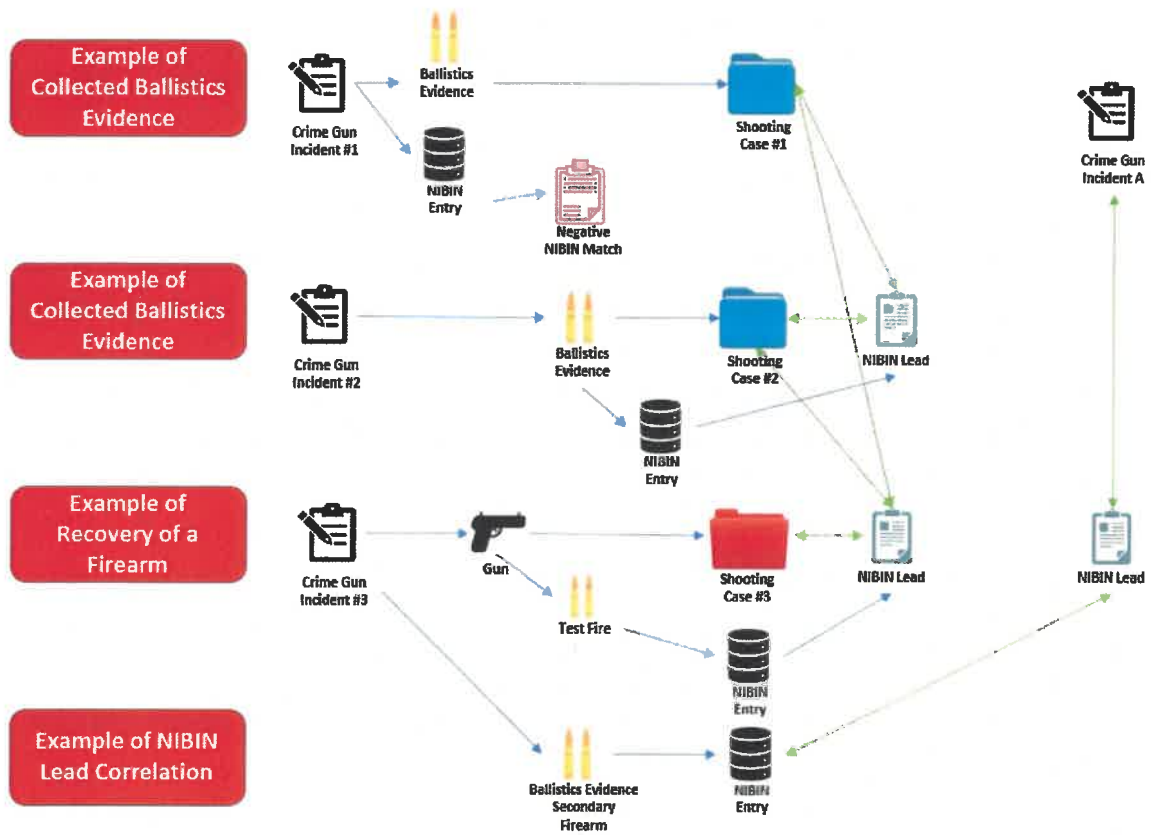 Example of
Collected Ballistics
Evidence
Crime Gun
Incident #1
Ballistics
Evidence
NIBIN
Entry
Negative
NIBIN Match
Shooting
Case #1
Crime Gun
Incident A
Example of
Collected Ballistics
Evidence
Crime Gun
Incident #2
Ballistics
Evidence
NIBIN
Entry
Shooting
Case #2
NIBIN Lead
Example of
Recovery of a
Firearm
Crime Gun
Incident #3
Gun
Test Fire
Shooting
Case #3
NIBIN Lead
NIBIN Lead
NIBIN
Entry
Example of NIBIN
Lead Correlation
Ballistics Evidence
Secondary
Firearm
NIBIN
Entry